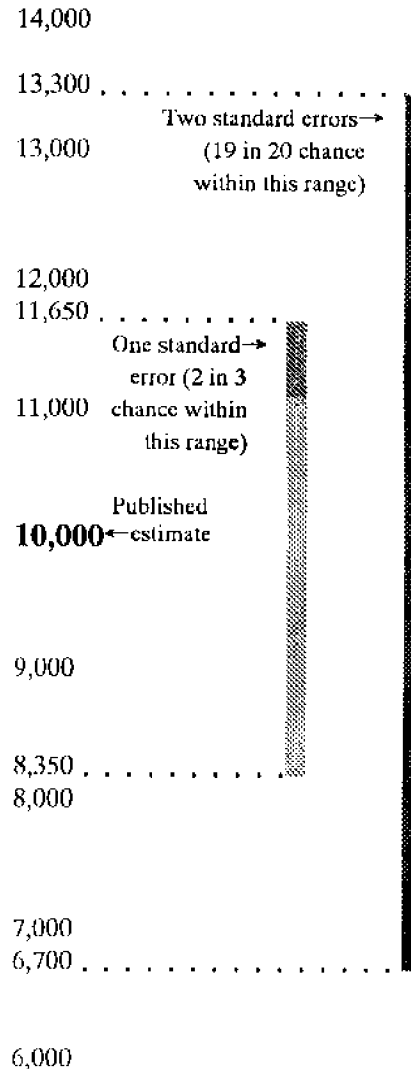 14,000
13,300 . . . . . . . . . . . . . .
Two standard errors→
13,000 (19 in 20 chance
within this range)
12,000
11,650 . . . . . . . . .
One standard→
error (2 in 3
11,000 chance within
this range)
Published
10,000←estimate
9,000
8,350 . . . . . . . . . .
8,000
7,000
6,700 . . . . . . . . . . . . . . .
6,000